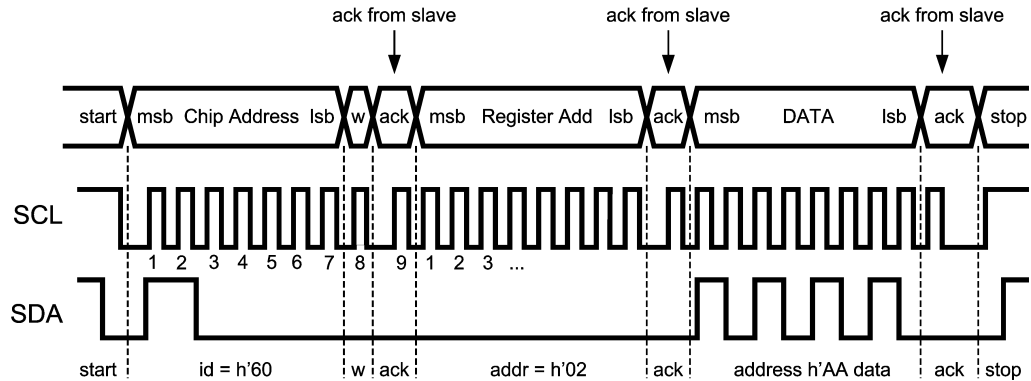 ack from slave ack from slave ack from slave
start msb Chip Address lsb w ack msb Register Add lsb ack msb DATA lsb ack stop
SCL
1 2 3 4 5 6 7 8 9 1 2 3 ...
SDA
start id = h'60 w ack addr = h'02 ack address h'AA data ack stop